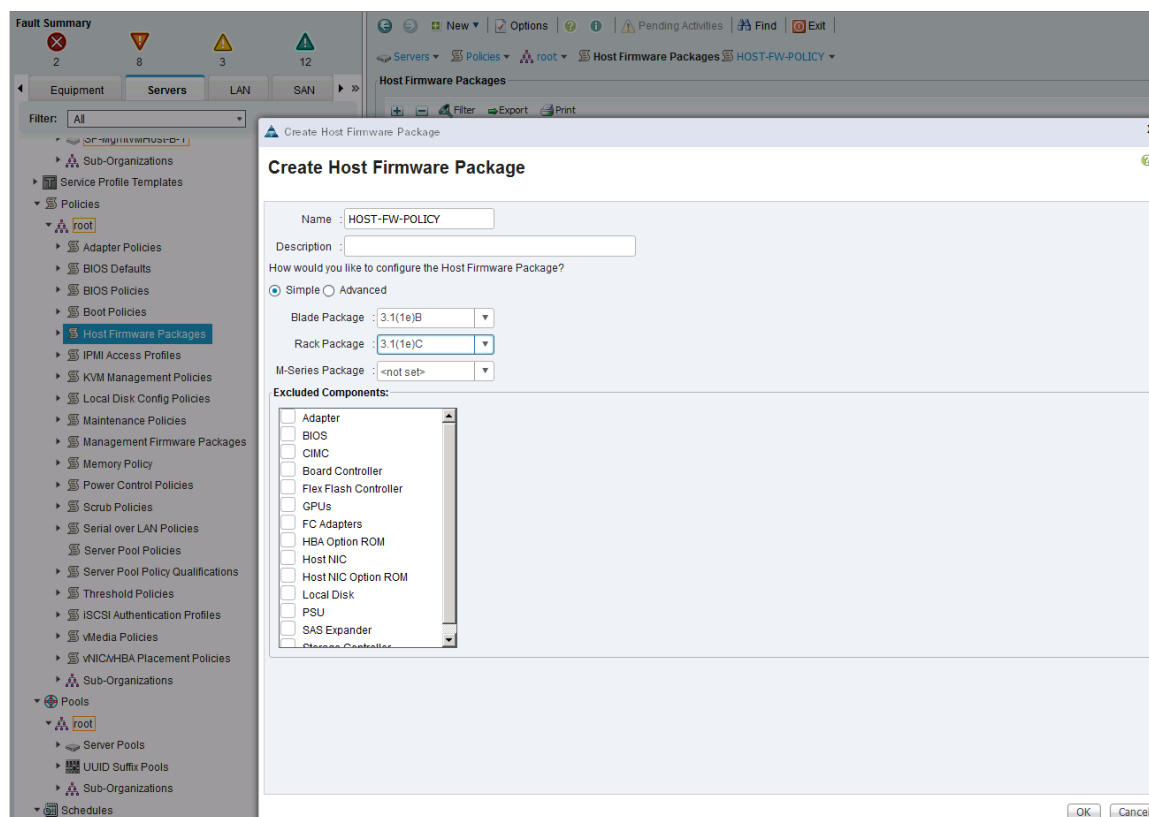 Fault Summary
2 8 3 12
New Options Pending Activities Find Exit
Servers Policies root Host Firmware Packages HOST-FW-POLICY
Equipment Servers LAN SAN
Host Firmware Packages
Filter: All
Filter Export Print
SP-MgmtVMHost-B-1
Sub-Organizations
Service Profile Templates
Policies
root
Adapter Policies
BIOS Defaults
BIOS Policies
Boot Policies
Host Firmware Packages
IPMI Access Profiles
KVM Management Policies
Local Disk Config Policies
Maintenance Policies
Management Firmware Packages
Memory Policy
Power Control Policies
Scrub Policies
Serial over LAN Policies
Server Pool Policies
Server Pool Policy Qualifications
Threshold Policies
iSCSI Authentication Profiles
vMedia Policies
vNIC/vHBA Placement Policies
Sub-Organizations
Pools
root
Server Pools
UUID Suffix Pools
Sub-Organizations
Schedules
Create Host Firmware Package
Create Host Firmware Package
Name : HOST-FW-POLICY
Description :
How would you like to configure the Host Firmware Package?
Simple Advanced
Blade Package : 3.1(1e)B
Rack Package : 3.1(1e)C
M-Series Package : <not set>
Excluded Components:
Adapter
BIOS
CIMC
Board Controller
Flex Flash Controller
GPUs
FC Adapters
HBA Option ROM
Host NIC
Host NIC Option ROM
Local Disk
PSU
SAS Expander
Storage Controller
OK Cancel